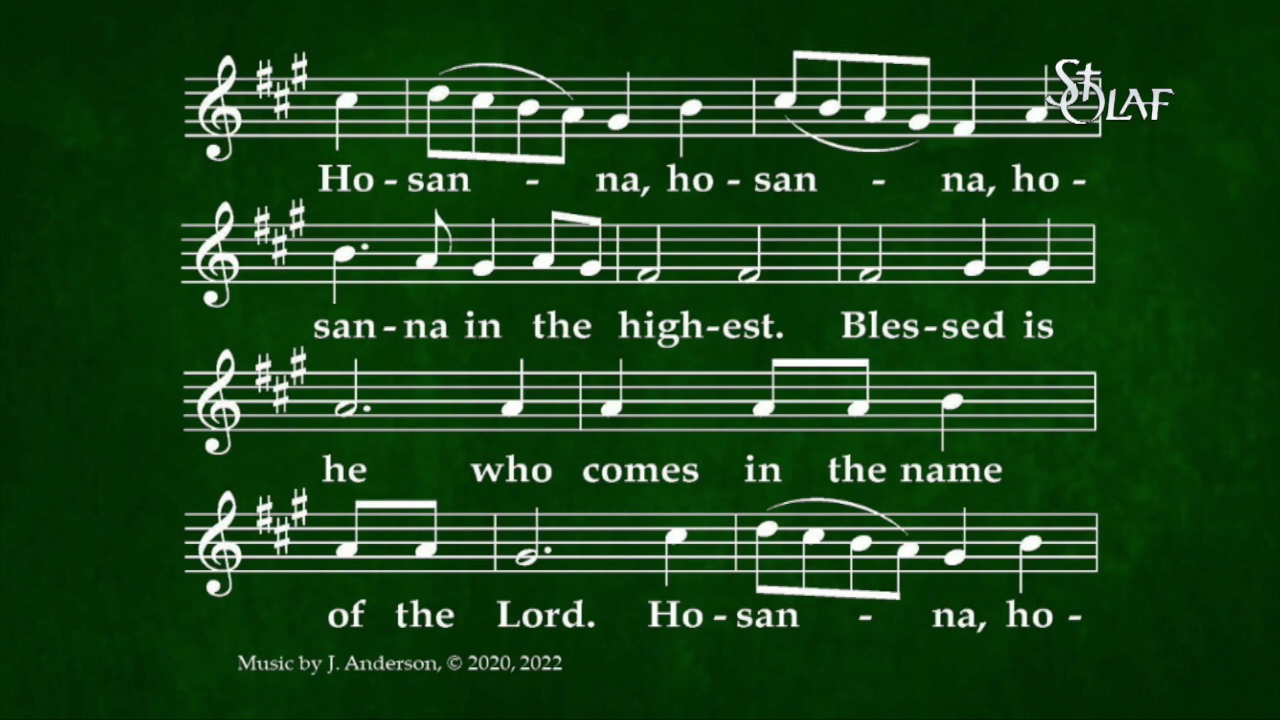 St OLAF
Ho - san - na, ho - san - na, ho -
san - na in the high-est. Bles-sed is
he who comes in the name
of the Lord. Ho - san - na, ho -
Music by J. Anderson, © 2020, 2022